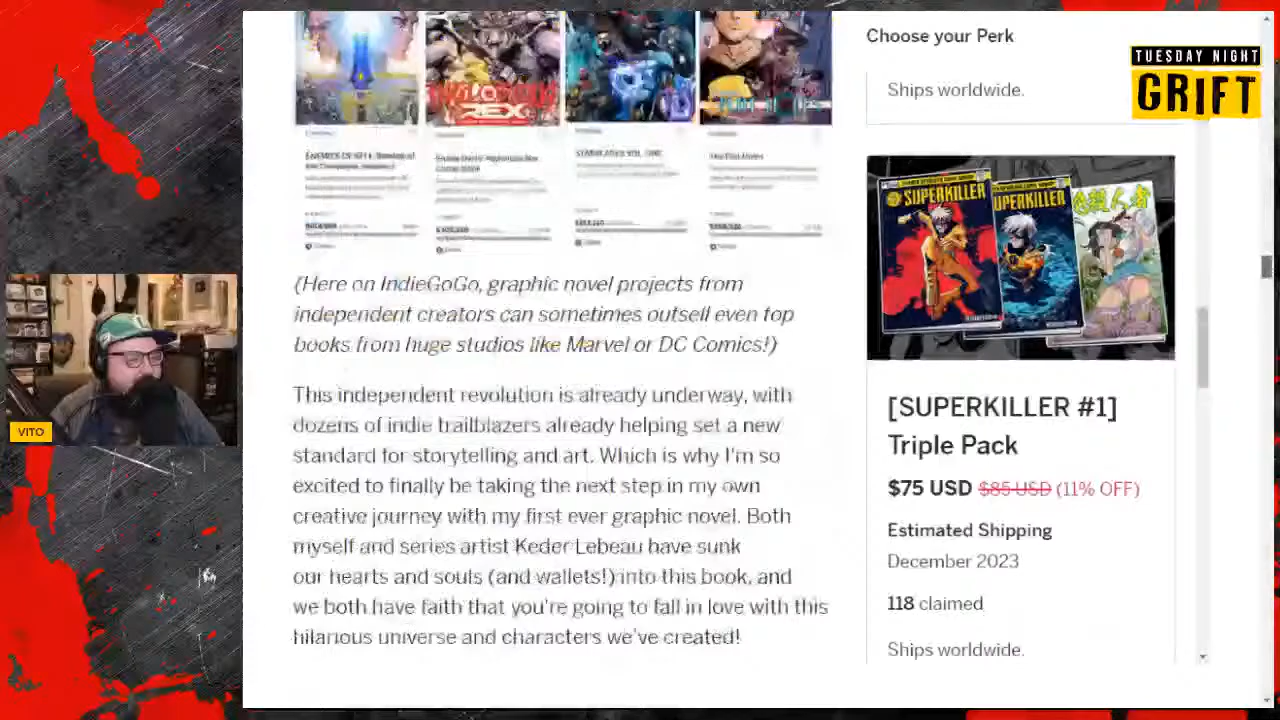 Choose your Perk
TUESDAY NIGHT
GRIFT
Ships worldwide.
REX
SUPERKILLER
(Here on IndieGoGo, graphic novel projects from
independent creators can sometimes outsell even top
books from huge studios like Marvel or DC Comics!)
This independent revolution is already underway, with
dozens of indie trailblazers already helping set a new
standard for storytelling and art. Which is why I'm so
excited to finally be taking the next step in my own
creative journey with my first ever graphic novel. Both
myself and series artist Keder Lebeau have sunk
our hearts and souls (and wallets!) into this book, and
we both have faith that you're going to fall in love with this
hilarious universe and characters we've created!
[SUPERKILLER #1]
Triple Pack
$75 USD $85 USD (11% OFF)
Estimated Shipping
December 2023
118 claimed
Ships worldwide.
VITO